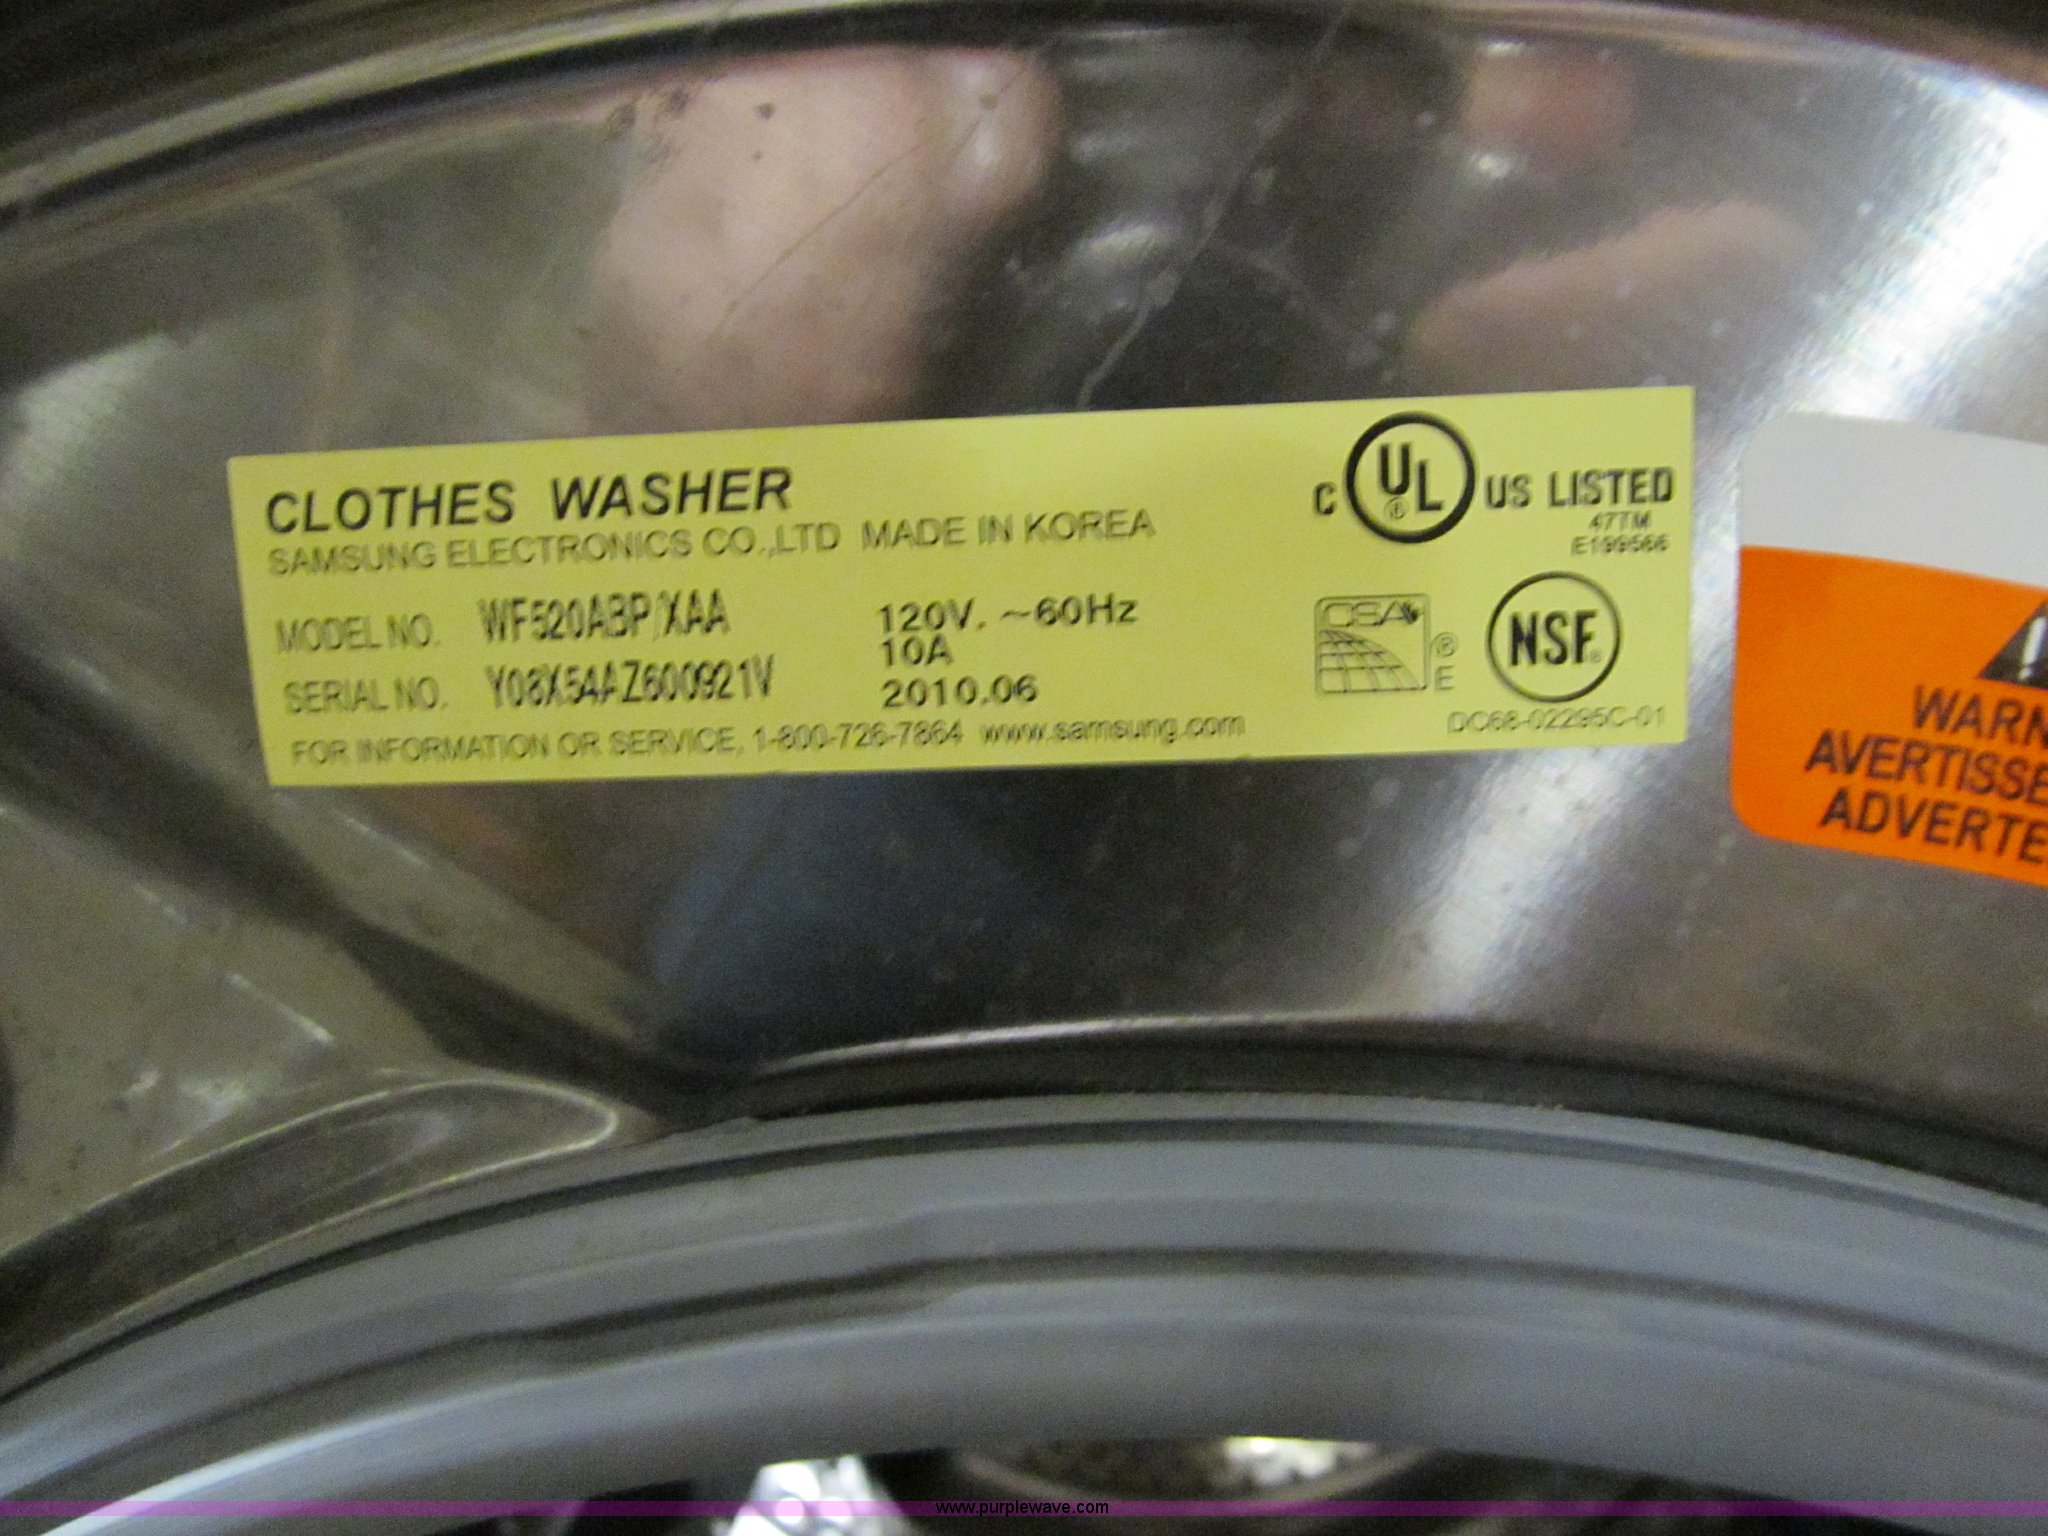 CLOTHES WASHER
SAMSUNG ELECTRONICS CO.,LTD MADE IN KOREA
MODEL NO. WF520ABP/XAA
SERIAL NO. Y08X54AZ600921V
120V. ~60Hz
10A
2010.06
FOR INFORMATION OR SERVICE, 1-800-726-7864 www.samsung.com
C UL® US LISTED
47TM
E199566
CSA ® E
NSF®
DC68-02295C-01
WARN
AVERTISSE
ADVERTE
www.purplewave.com